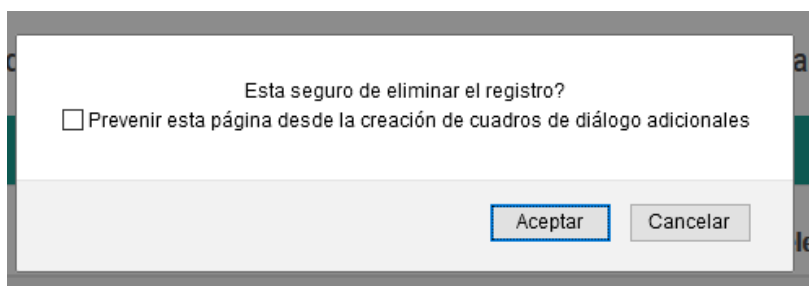 Esta seguro de eliminar el registro?
Prevenir esta página desde la creación de cuadros de diálogo adicionales
Aceptar Cancelar